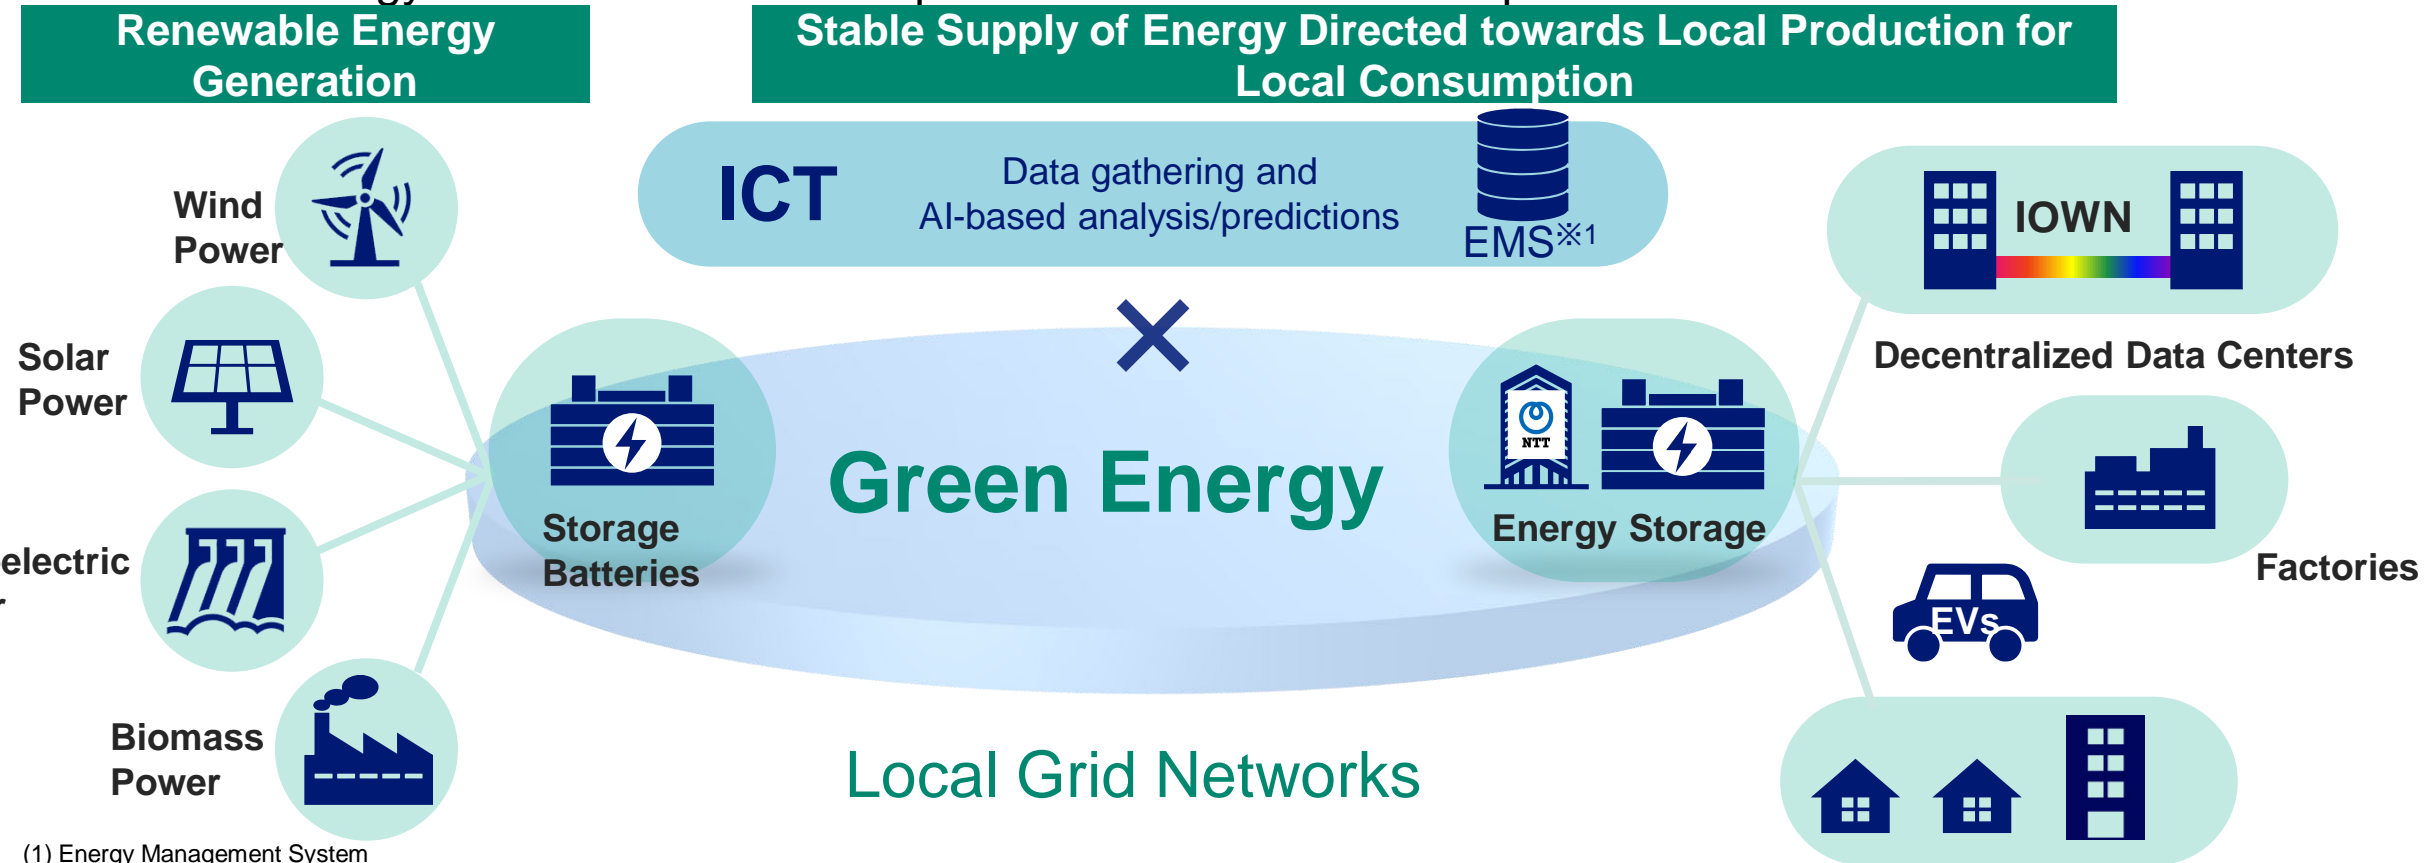 Renewable Energy
Generation
Stable Supply of Energy Directed towards Local Production for
Local Consumption
Wind
Power
Solar
Power
electric
Biomass
Power
(1) Energy Management System
ICT
Data gathering and
AI-based analysis/predictions
EMS※1
Storage
Batteries
Green Energy
NTT
Energy Storage
Local Grid Networks
IOWN
Decentralized Data Centers
Factories
EVs